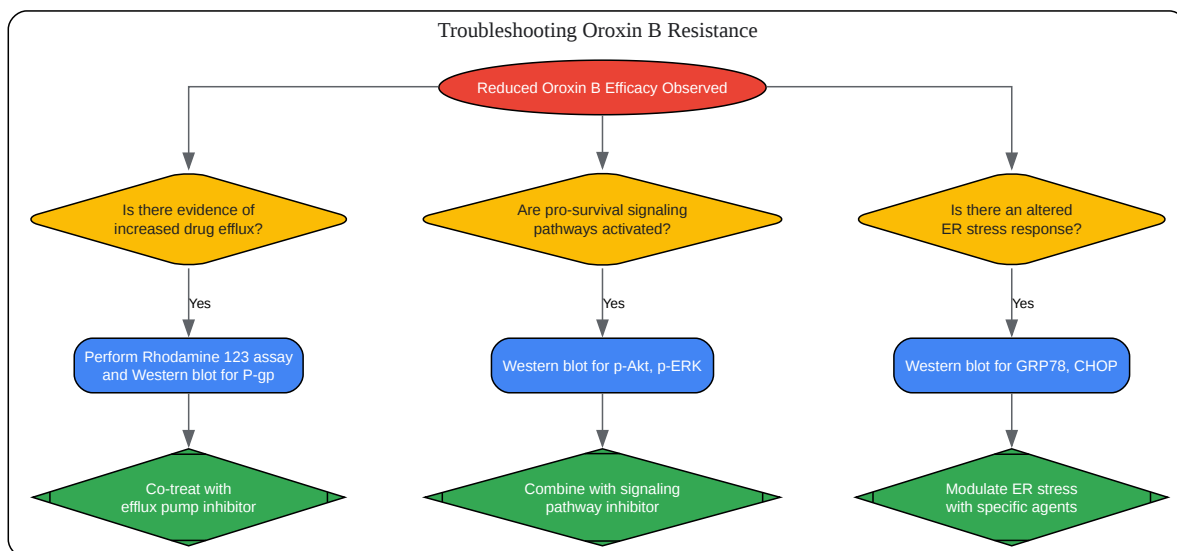 Troubleshooting Oroxin B Resistance
Reduced Oroxin B Efficacy Observed
Is there evidence of
increased drug efflux?
Are pro-survival signaling
pathways activated?
Is there an altered
ER stress response?
Yes
Yes
Yes
Perform Rhodamine 123 assay
and Western blot for P-gp
Western blot for p-Akt, p-ERK
Western blot for GRP78, CHOP
Co-treat with
efflux pump inhibitor
Combine with signaling
pathway inhibitor
Modulate ER stress
with specific agents